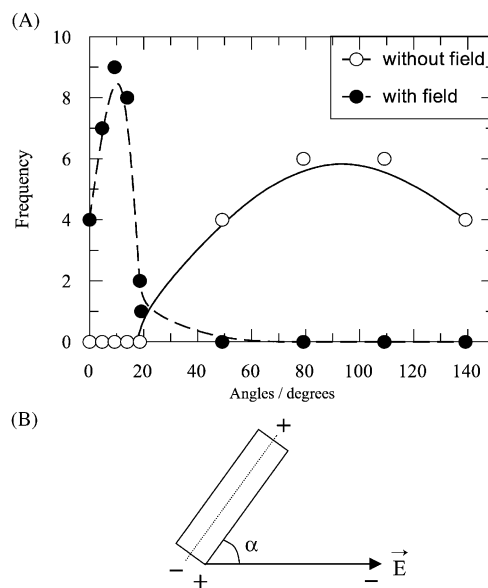 (A)
10
8
6
4
2
0
Frequency
without field
with field
0 20 40 60 80 100 120 140
Angles / degrees
(B)
+
α
− + − E